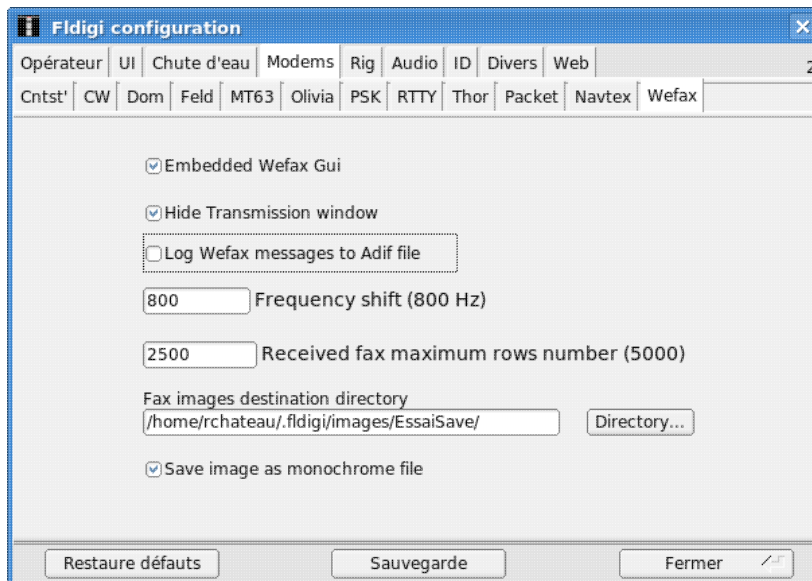 Fldigi configuration
Opérateur UI Chute d'eau Modems Rig Audio ID Divers Web
Cntst' CW Dom Feld MT63 Olivia PSK RTTY Thor Packet Navtex Wefax
Embedded Wefax Gui
Hide Transmission window
Log Wefax messages to Adif file
800 Frequency shift (800 Hz)
2500 Received fax maximum rows number (5000)
Fax images destination directory
/home/rchateau/.fldigi/images/EssaiSave/ Directory...
Save image as monochrome file
Restaure défauts Sauvegarde Fermer